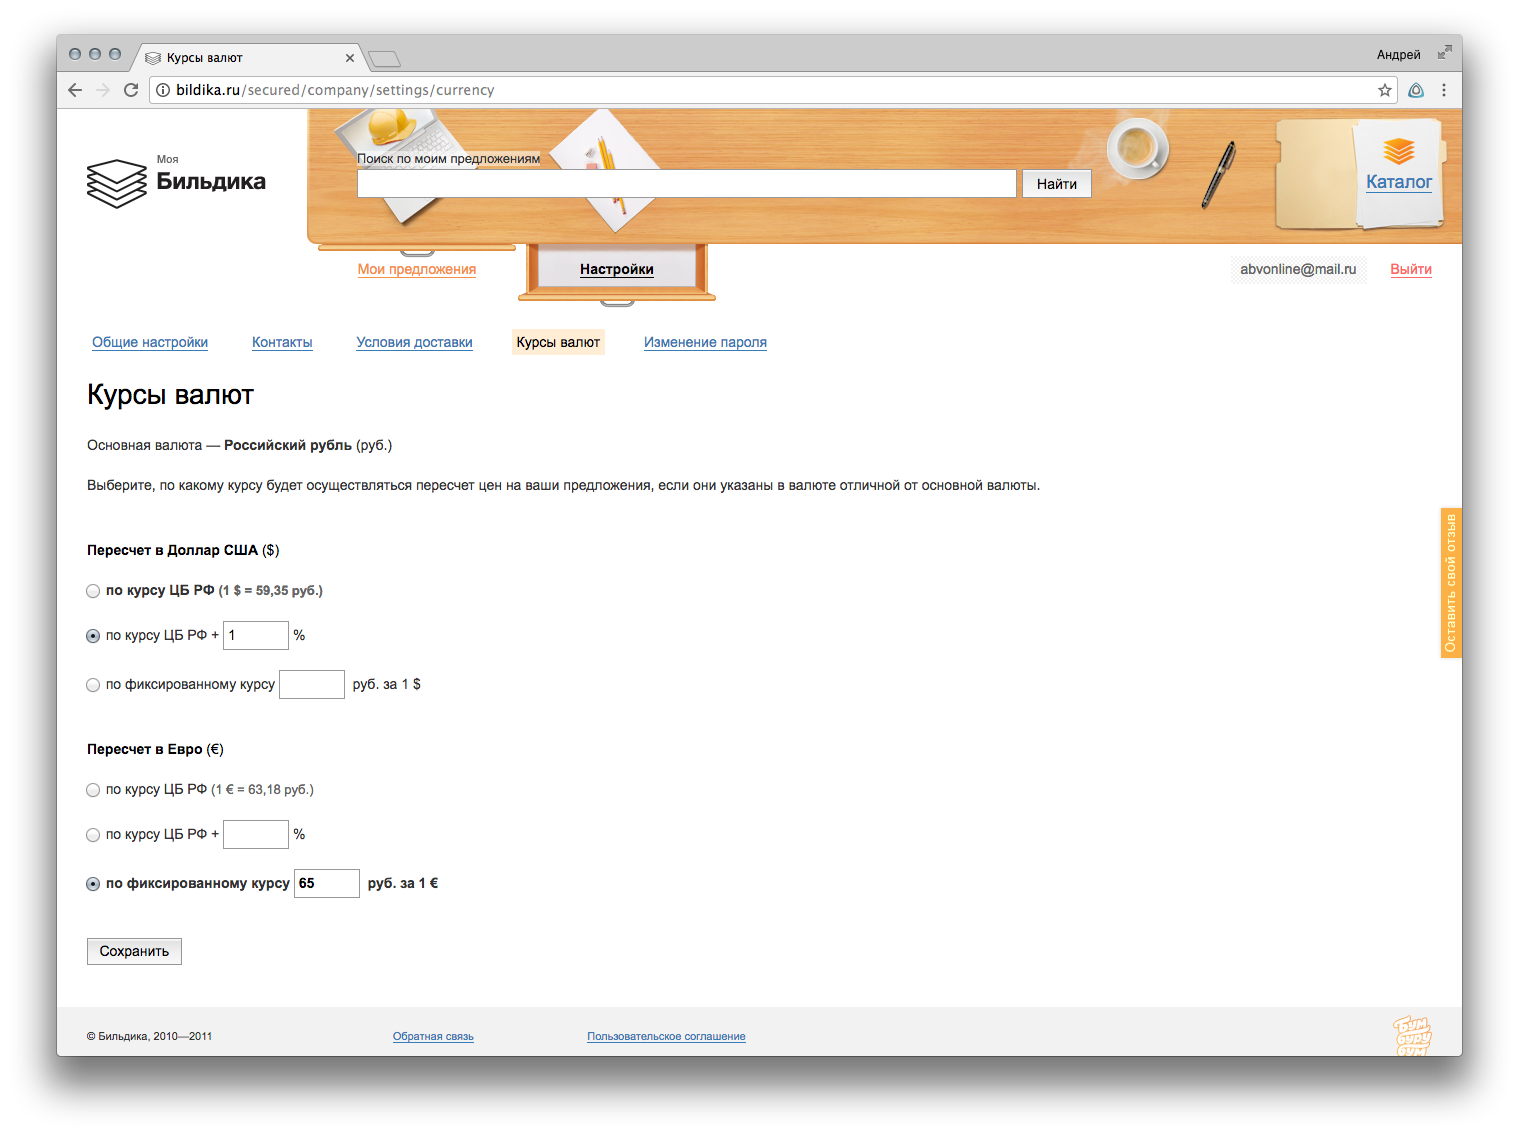 Курсы валют
Андрей
bildika.ru/secured/company/settings/currency
Моя
Бильдика
Поиск по моим предложениям
Найти
Каталог
Мои предложения
Настройки
abvonline@mail.ru
Выйти
Общие настройки
Контакты
Условия доставки
Курсы валют
Изменение пароля
Курсы валют
Основная валюта — Российский рубль (руб.)
Выберите, по какому курсу будет осуществляться пересчет цен на ваши предложения, если они указаны в валюте отличной от основной валюты.
Оставить свой отзыв
Пересчет в Доллар США ($)
по курсу ЦБ РФ (1 $ = 59,35 руб.)
по курсу ЦБ РФ + 1 %
по фиксированному курсу руб. за 1 $
Пересчет в Евро (€)
по курсу ЦБ РФ (1 € = 63,18 руб.)
по курсу ЦБ РФ + %
по фиксированному курсу 65 руб. за 1 €
Сохранить
© Бильдика, 2010—2011
Обратная связь
Пользовательское соглашение
Бум
буру
бум